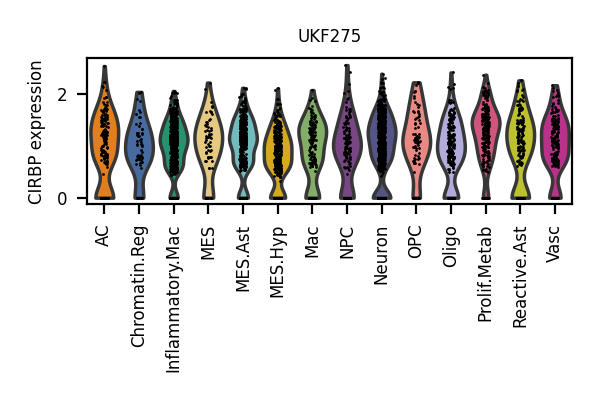 UKF275
CIRBP expression
2
0
AC
Chromatin.Reg
Inflammatory.Mac
MES
MES.Ast
MES.Hyp
Mac
NPC
Neuron
OPC
Oligo
Prolif.Metab
Reactive.Ast
Vasc